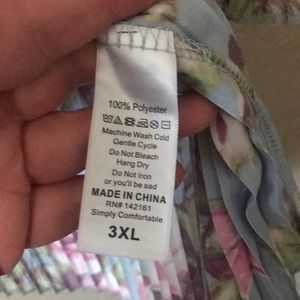 100% Polyester
Machine Wash Cold
Gentle Cycle
Do Not Bleach
Hang Dry
Do Not Iron
or you'll be sad
MADE IN CHINA
RN# 142161
Simply Comfortable
3XL